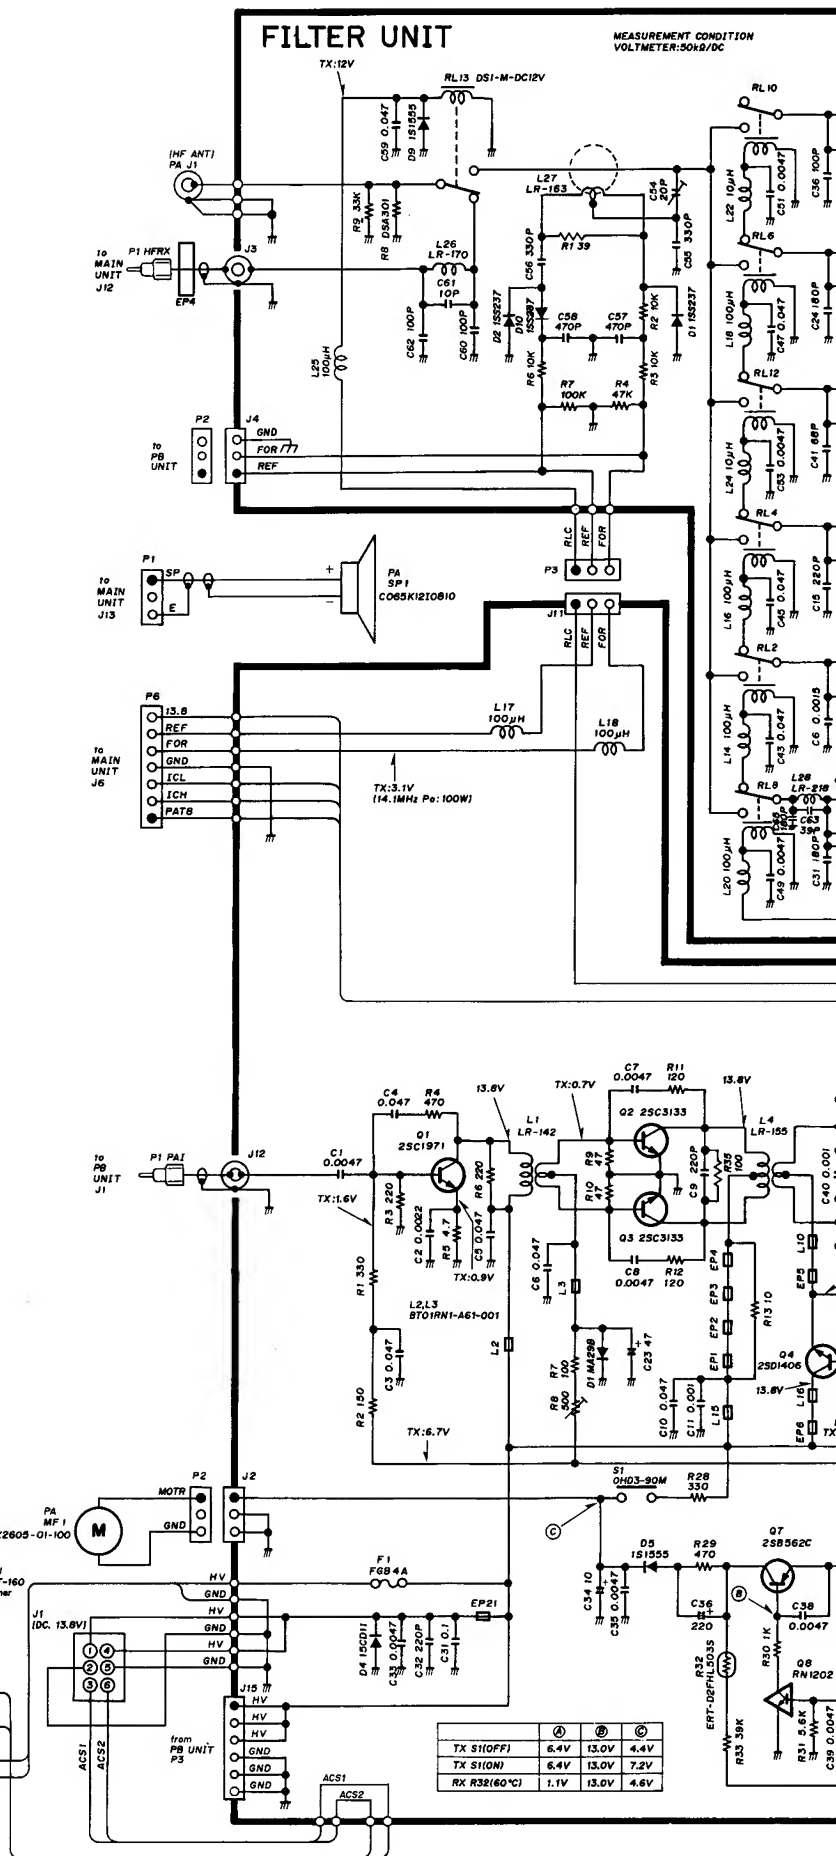 FILTER UNIT
MEASUREMENT CONDITION
VOLTMETER:50kΩ/DC
TX:12V
RL13 DS1-M-DC12V
RL10
C59 0.047
D9 1S1555
(HF ANT)
PA J1
L27
LR-163
C54
20P
L22 10μH
C51 0.0047
C36 100P
R9 33K
R8 DSA301
to
MAIN
UNIT
J12
P1 HFRX
EP4
J3
L26
LR-170
C61
10P
C62 100P
C60 100P
C56 330P
R1 39
C55 330P
RL6
D2 1SS237
D10
1SS237
C58
470P
C57
470P
R2 10K
D1 1SS237
L18 100μH
C47 0.047
C24 180P
L25
100μH
R6 10K
R7
100K
R4
47K
R3 10K
RL12
to
PB
UNIT
P2
J4
GND
FOR
REF
L24 10μH
C53 0.0047
C41 68P
RL4
RLC
REF
FOR
P3
to
MAIN
UNIT
J13
P1
SP
E
+
−
PA
SP1
C065K12I0810
L16 100μH
C45 0.047
C15 220P
J11
RLC
REF
FOR
RL2
to
MAIN
UNIT
J6
P6
13.8
REF
FOR
GND
ICL
ICH
PAT8
L17
100μH
L18
100μH
TX:3.1V
(14.1MHz Po:100W)
L14 100μH
C43 0.047
C6 0.0015
RL8
L28
LR-218
C63
39P
L20 100μH
C49 0.0047
C31 180P
to
PB
UNIT
J1
P1 PA1
J12
C1
0.0047
C4
0.047
R4
470
13.8V
L1
LR-142
TX:0.7V
C7
0.0047
R11
120
13.8V
L4
LR-155
Q1
2SC1971
Q2 2SC3133
R9
47
R10
47
C9 220P
R35
100
C40 0.001
TX:1.6V
R3 220
C2 0.0022
R5 4.7
R6 220
C5 0.047
TX:0.9V
Q3 2SC3133
C6 0.047
C8
0.0047
R12
120
EP4
EP3
EP2
EP1
L10
EP5
R1 330
L2,L3
BT01RN1-A61-001
L3
R13 10
C3 0.047
L2
R7
100
D1 MA29B
C23 47
Q4
2SD1406
R2 150
R8
500
C10 0.047
C11 0.001
L15
13.8V
L16
EP6
TX
TX:6.7V
S1
OHD3-90M
R28
330
PA
MF1
2605-01-100
M
P2
MOTR
GND
J2
C
F1
FGB 4A
D5
1S1555
R29
470
Q7
2SB562C
T-160
J1
(DC. 13.8V)
HV
GND
HV
GND
HV
GND
1 4
2 5
3 6
D4 15CD11
C33 0.0047
C32 220P
C31 0.1
EP21
C34 10
C35 0.0047
C36
220
B
C38
0.0047
R32
ERT-D2FHL503S
R30 1K
Q8
RN1202
R33 39K
R31 5.6K
C39 0.0047
from
PB UNIT
P3
J15
HV
HV
HV
GND
GND
GND
ACS1
ACS2
ACS1
ACS2
A B C
TX S1(OFF) 6.4V 13.0V 4.4V
TX S1(ON) 6.4V 13.0V 7.2V
RX R32(60°C) 1.1V 13.0V 4.6V